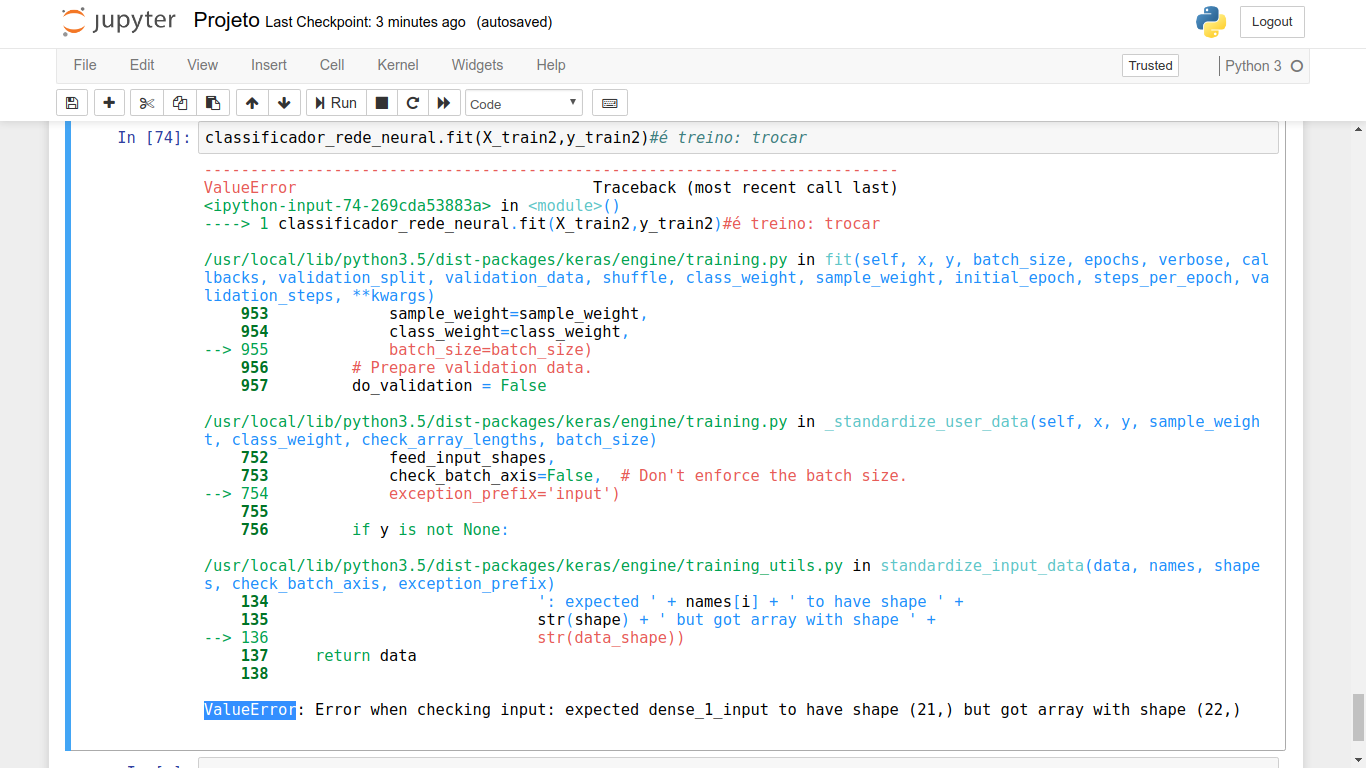 jupyter Projeto Last Checkpoint: 3 minutes ago (autosaved) Logout
File Edit View Insert Cell Kernel Widgets Help Trusted Python 3
Run Code
In [74]: classificador_rede_neural.fit(X_train2,y_train2)#é treino: trocar
---------------------------------------------------------------------------
ValueError Traceback (most recent call last)
<ipython-input-74-269cda53883a> in <module>()
----> 1 classificador_rede_neural.fit(X_train2,y_train2)#é treino: trocar
/usr/local/lib/python3.5/dist-packages/keras/engine/training.py in fit(self, x, y, batch_size, epochs, verbose, cal
lbacks, validation_split, validation_data, shuffle, class_weight, sample_weight, initial_epoch, steps_per_epoch, va
lidation_steps, **kwargs)
953 sample_weight=sample_weight,
954 class_weight=class_weight,
--> 955 batch_size=batch_size)
956 # Prepare validation data.
957 do_validation = False
/usr/local/lib/python3.5/dist-packages/keras/engine/training.py in _standardize_user_data(self, x, y, sample_weigh
t, class_weight, check_array_lengths, batch_size)
752 feed_input_shapes,
753 check_batch_axis=False, # Don't enforce the batch size.
--> 754 exception_prefix='input')
755
756 if y is not None:
/usr/local/lib/python3.5/dist-packages/keras/engine/training_utils.py in standardize_input_data(data, names, shape
s, check_batch_axis, exception_prefix)
134 ': expected ' + names[i] + ' to have shape ' +
135 str(shape) + ' but got array with shape ' +
--> 136 str(data_shape))
137 return data
138
ValueError: Error when checking input: expected dense_1_input to have shape (21,) but got array with shape (22,)